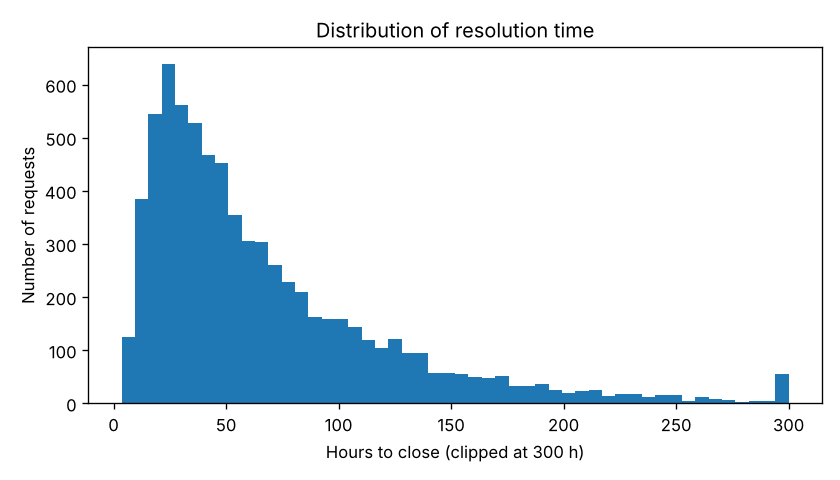 Distribution of resolution time
Number of requests
600
500
400
300
200
100
0
0 50 100 150 200 250 300
Hours to close (clipped at 300 h)